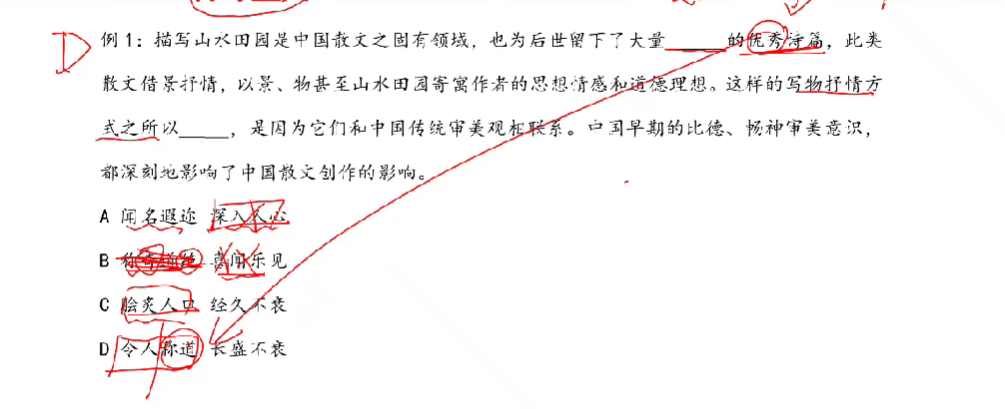 D
例1：描写山水田园是中国散文之固有领域，也为后世留下了大量______的优秀诗篇，此类
散文借景抒情，以景、物甚至山水田园寄寓作者的思想情感和道德理想。这样的写物抒情方
式之所以_____，是因为它们和中国传统审美观相联系。中国早期的比德、畅神审美意识，
都深刻地影响了中国散文创作的影响。
A 闻名遐迩 深入人心
B 称奇道绝 喜闻乐见
C 脍炙人口 经久不衰
D 令人称道 长盛不衰